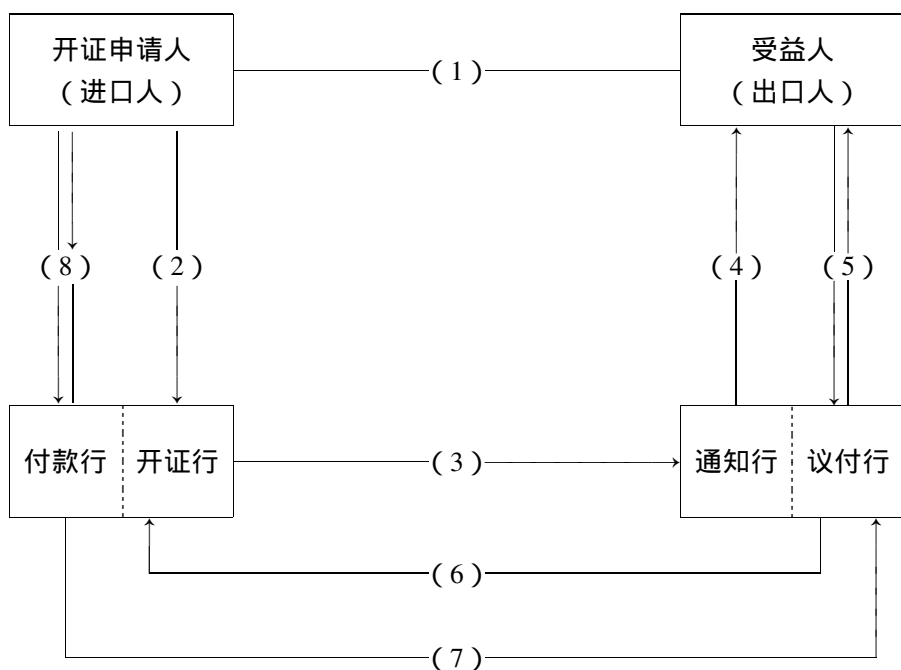 开证申请人
（进口人）
受益人
（出口人）
（1）
（8）
（2）
（4）
（5）
付款行
开证行
（3）
通知行
议付行
（6）
（7）